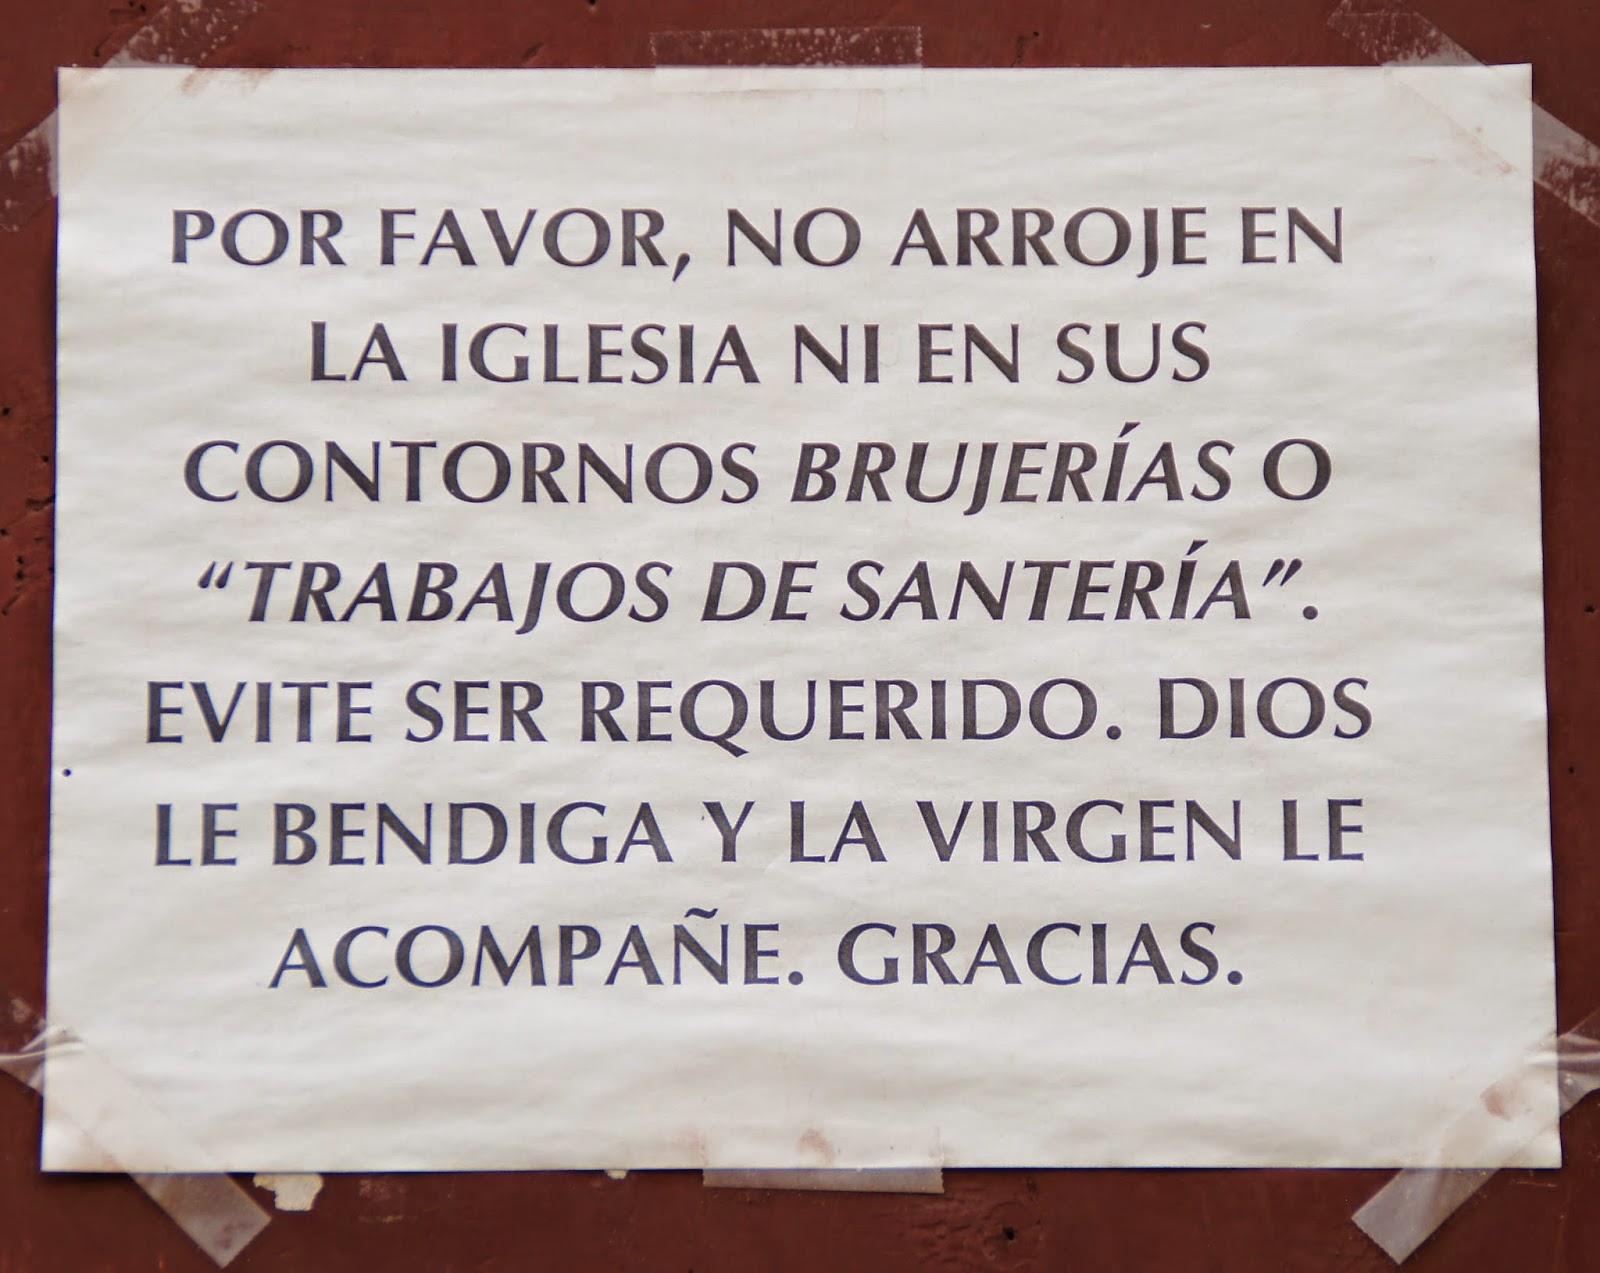 POR FAVOR, NO ARROJE EN
LA IGLESIA NI EN SUS
CONTORNOS BRUJERÍAS O
“TRABAJOS DE SANTERÍA”.
EVITE SER REQUERIDO. DIOS
LE BENDIGA Y LA VIRGEN LE
ACOMPAÑE. GRACIAS.